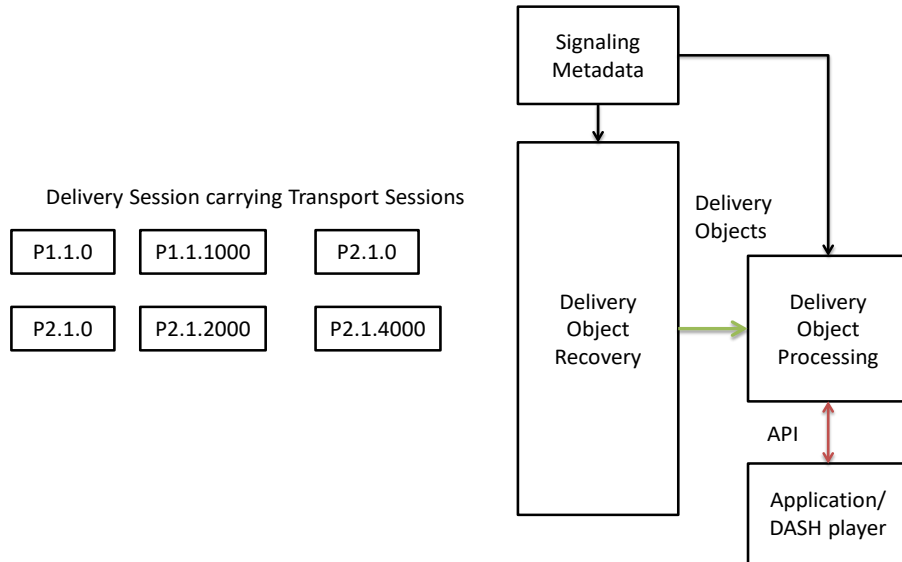 Signaling
Metadata
Delivery Session carrying Transport Sessions
P1.1.0
P1.1.1000
P2.1.0
P2.1.0
P2.1.2000
P2.1.4000
Delivery
Object
Recovery
Delivery
Objects
Delivery
Object
Processing
API
Application/
DASH player